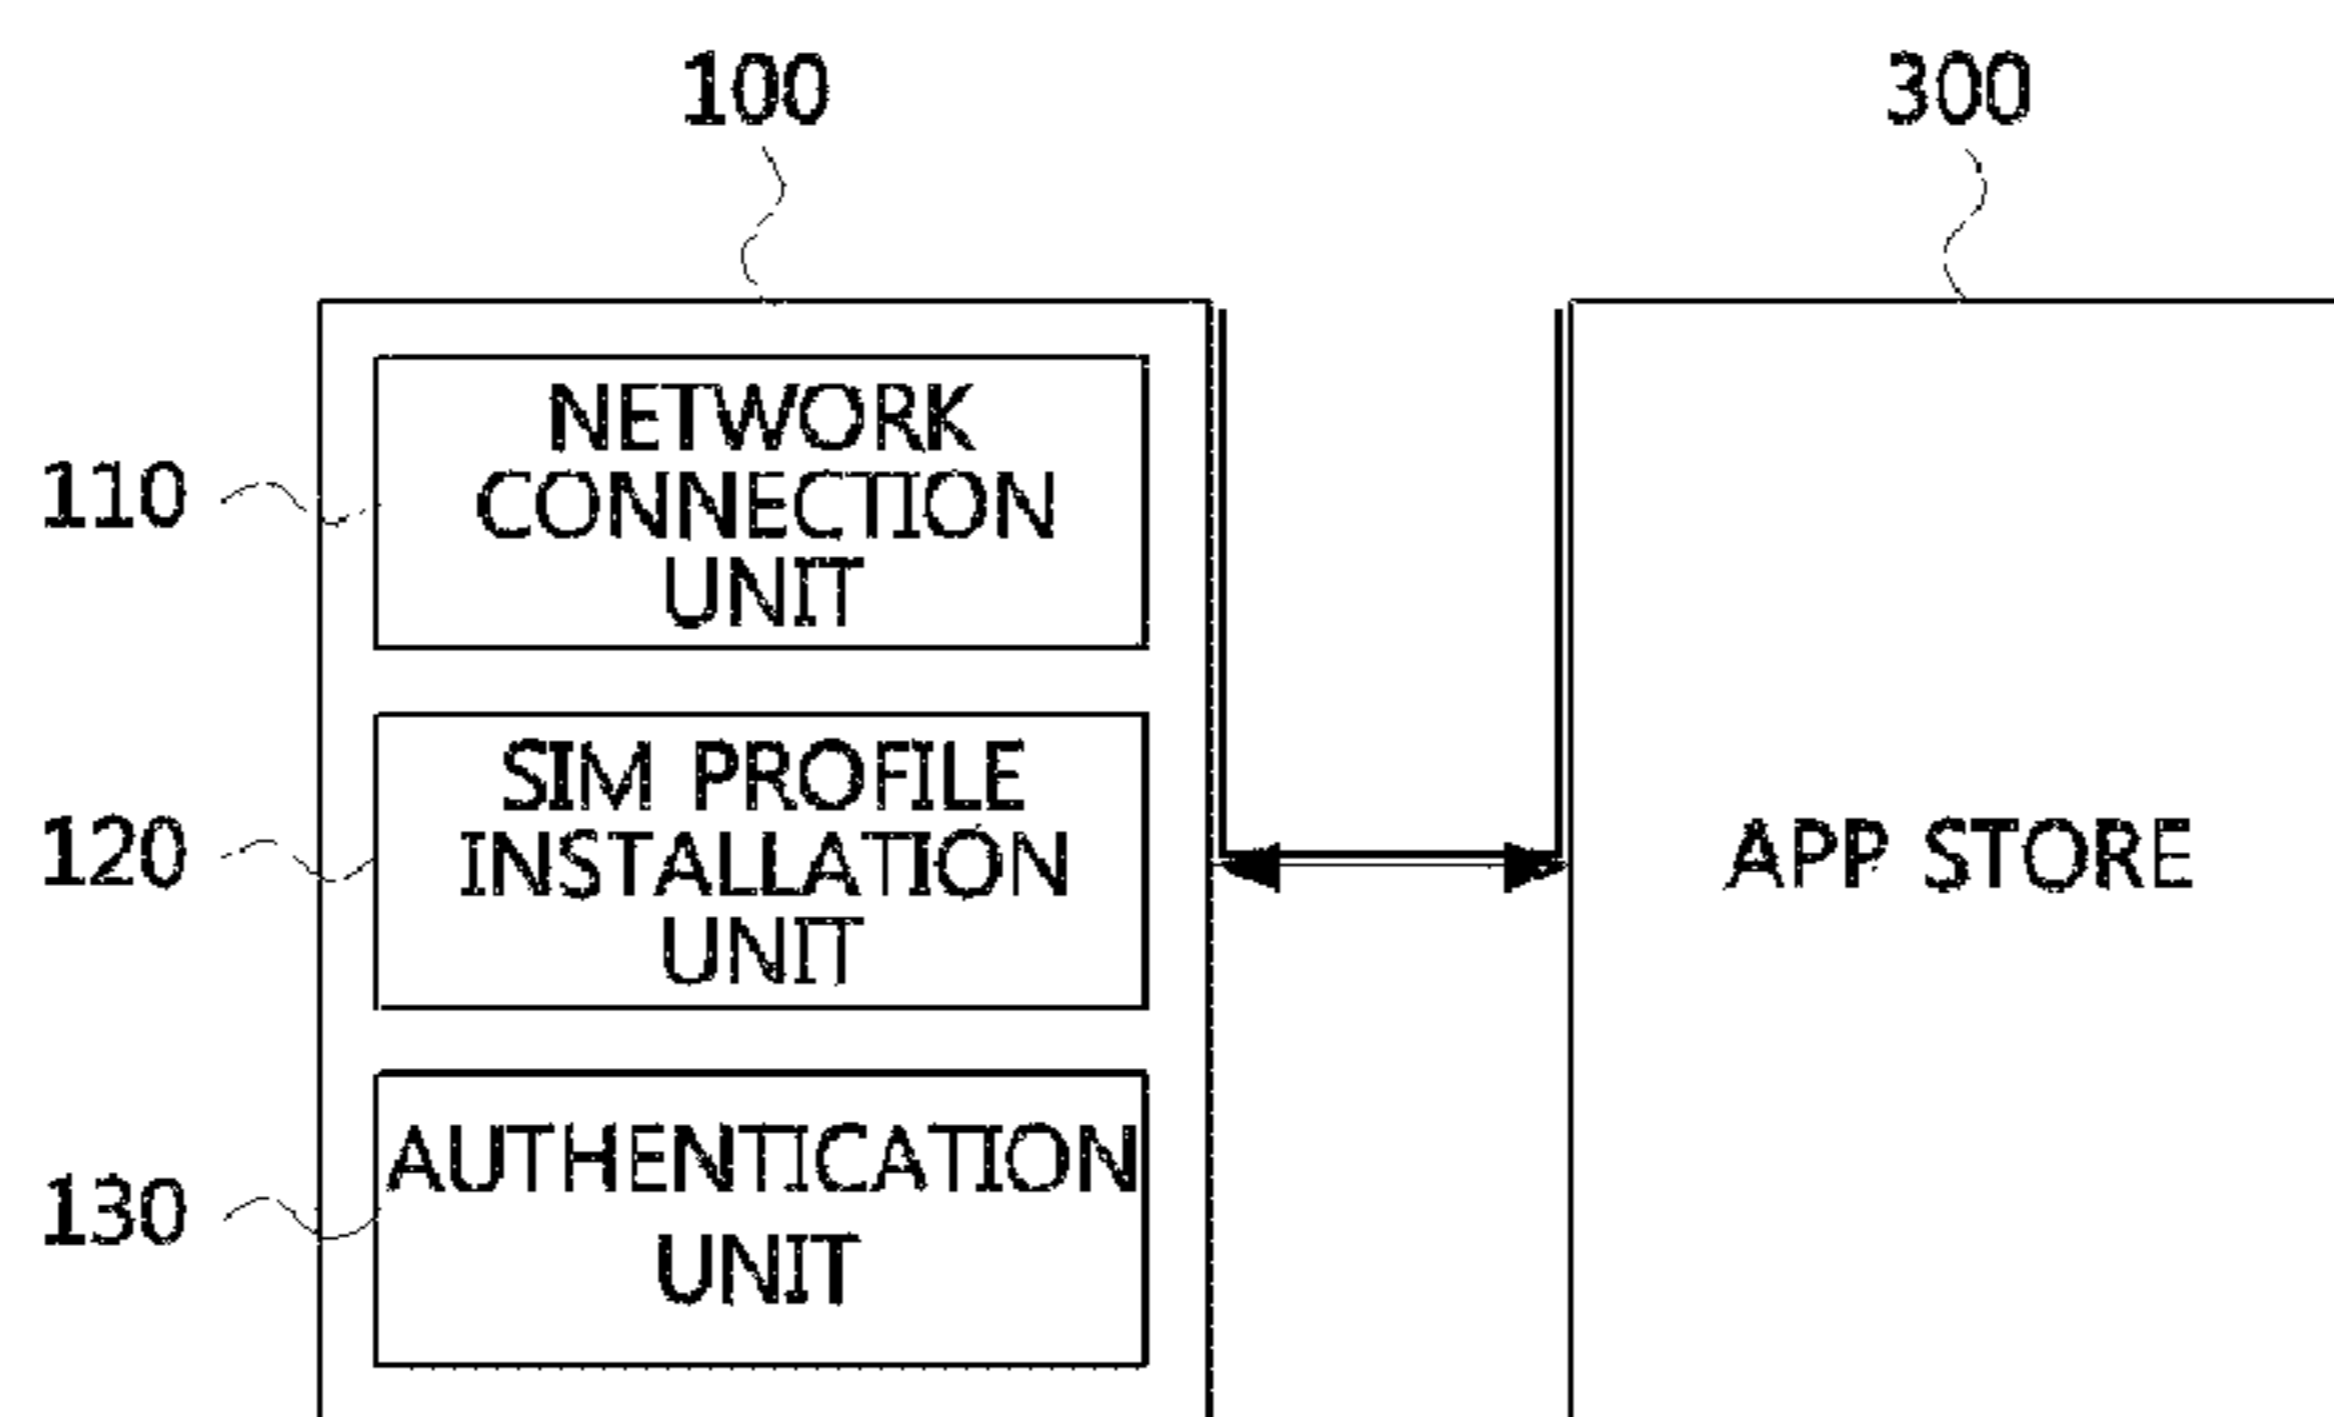 100
300
110
NETWORK
CONNECTION
UNIT
120
SIM PROFILE
INSTALLATION
UNIT
APP STORE
130
AUTHENTICATION
UNIT